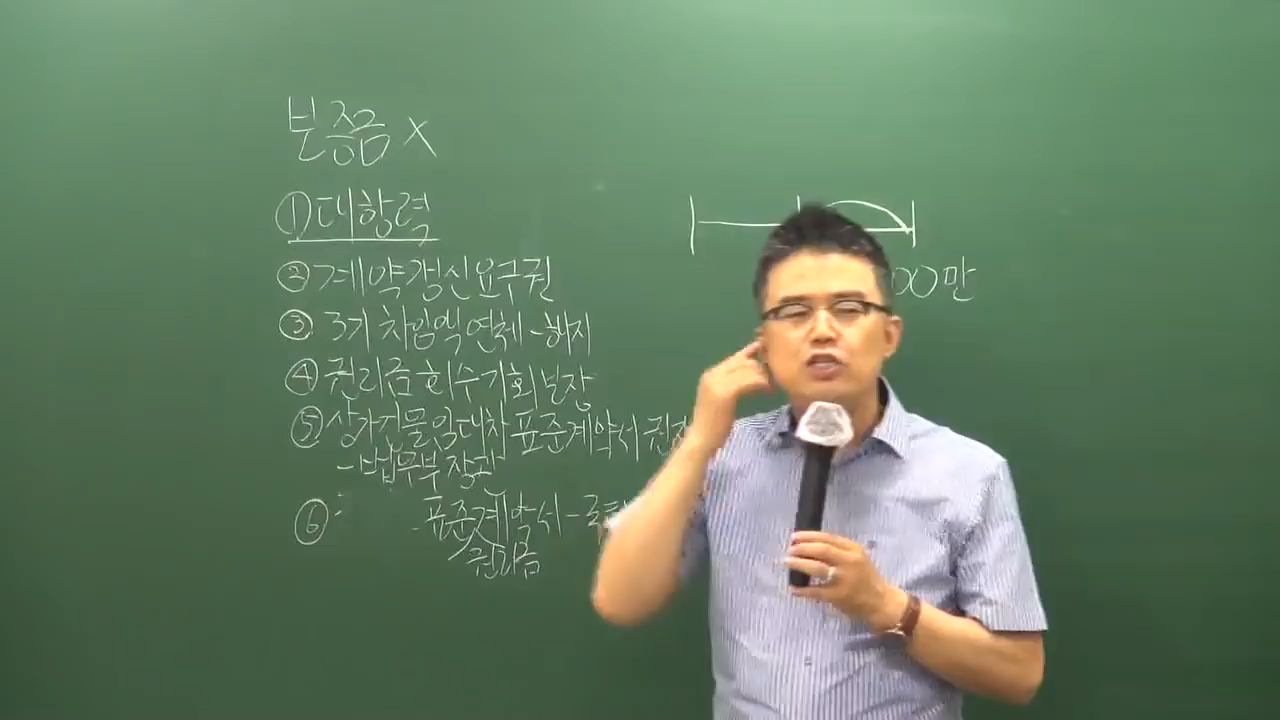 보증금 X
① 대항력
② 계약갱신요구권
③ 3기 차임액 연체 - 해지
④ 권리금 회수기회 보장
⑤ 상가건물임대차 표준계약서 권장
- 법무부장관
⑥ 〃 표준계약서 - 국토
권리금
00만